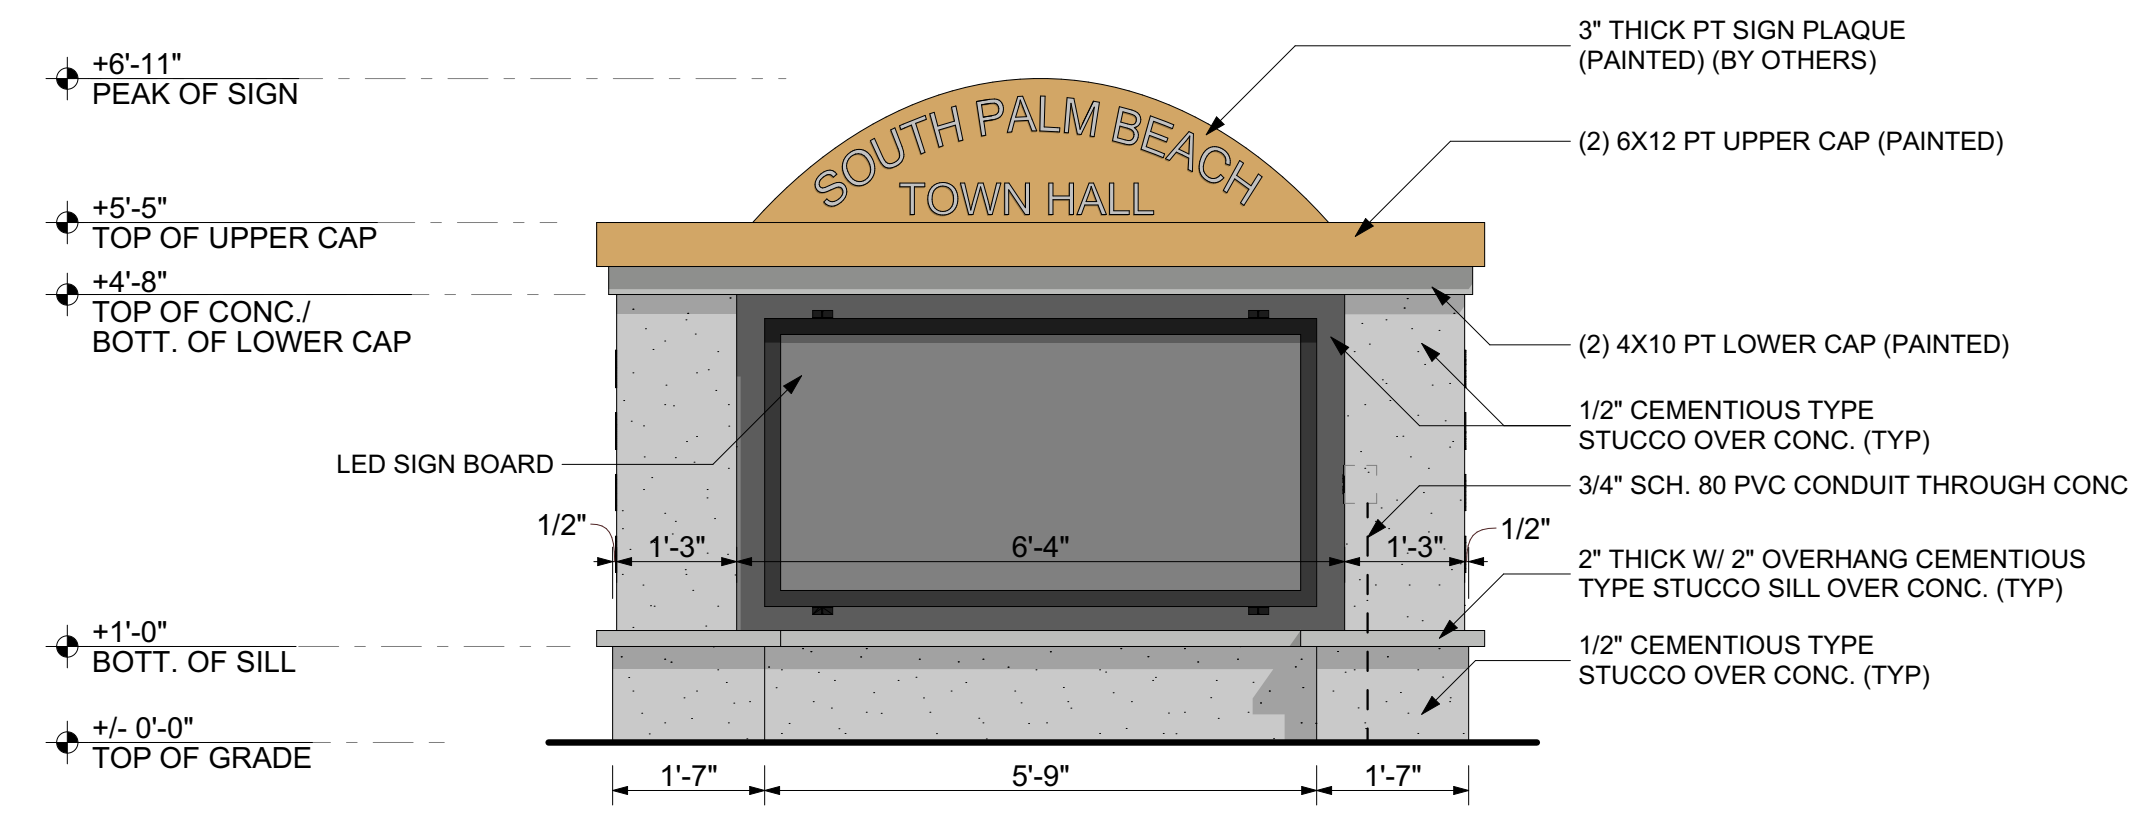 +6'-11"
PEAK OF SIGN
+5'-5"
TOP OF UPPER CAP
+4'-8"
TOP OF CONC./
BOTT. OF LOWER CAP
+1'-0"
BOTT. OF SILL
+/- 0'-0"
TOP OF GRADE
SOUTH PALM BEACH
TOWN HALL
LED SIGN BOARD
1/2"
1'-3"
6'-4"
1'-3"
1/2"
1'-7"
5'-9"
1'-7"
3" THICK PT SIGN PLAQUE
(PAINTED) (BY OTHERS)
(2) 6X12 PT UPPER CAP (PAINTED)
(2) 4X10 PT LOWER CAP (PAINTED)
1/2" CEMENTIOUS TYPE
STUCCO OVER CONC. (TYP)
3/4" SCH. 80 PVC CONDUIT THROUGH CONC
2" THICK W/ 2" OVERHANG CEMENTIOUS
TYPE STUCCO SILL OVER CONC. (TYP)
1/2" CEMENTIOUS TYPE
STUCCO OVER CONC. (TYP)